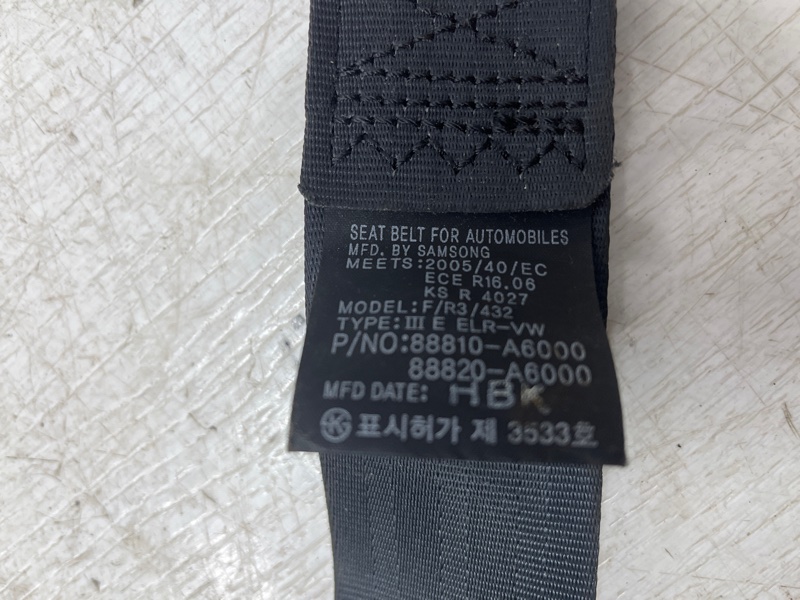 SEAT BELT FOR AUTOMOBILES
MFD. BY SAMSONG
MEETS:2005/40/EC
ECE R16.06
KS R 4027
MODEL:F/R3/432
TYPE:III E ELR-VW
P/NO:88810-A6000
88820-A6000
MFD DATE: HBK
표시허가 제 3533호